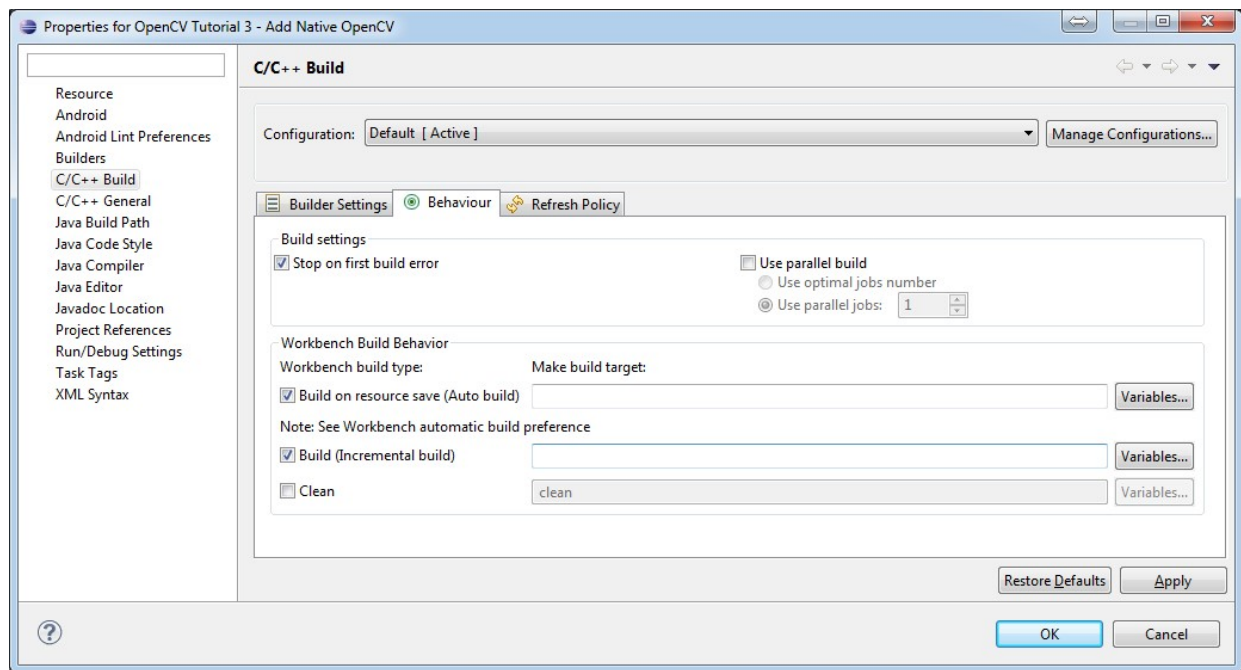 Properties for OpenCV Tutorial 3 - Add Native OpenCV
Resource
Android
Android Lint Preferences
Builders
C/C++ Build
C/C++ General
Java Build Path
Java Code Style
Java Compiler
Java Editor
Javadoc Location
Project References
Run/Debug Settings
Task Tags
XML Syntax
C/C++ Build
Configuration: Default [ Active ] Manage Configurations...
Builder Settings Behaviour Refresh Policy
Build settings
Stop on first build error Use parallel build
Use optimal jobs number
Use parallel jobs: 1
Workbench Build Behavior
Workbench build type: Make build target:
Build on resource save (Auto build) Variables...
Note: See Workbench automatic build preference
Build (Incremental build) Variables...
Clean clean Variables...
Restore Defaults Apply
OK Cancel